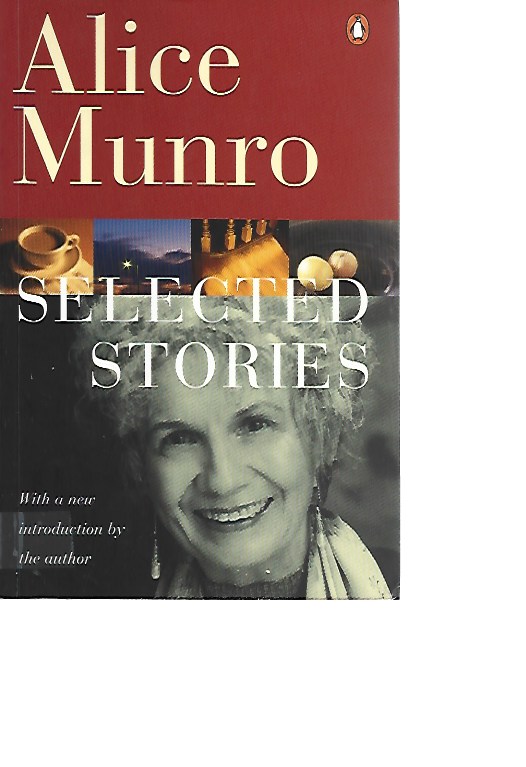 Alice
Munro
SELECTED
STORIES
With a new
introduction by
the author